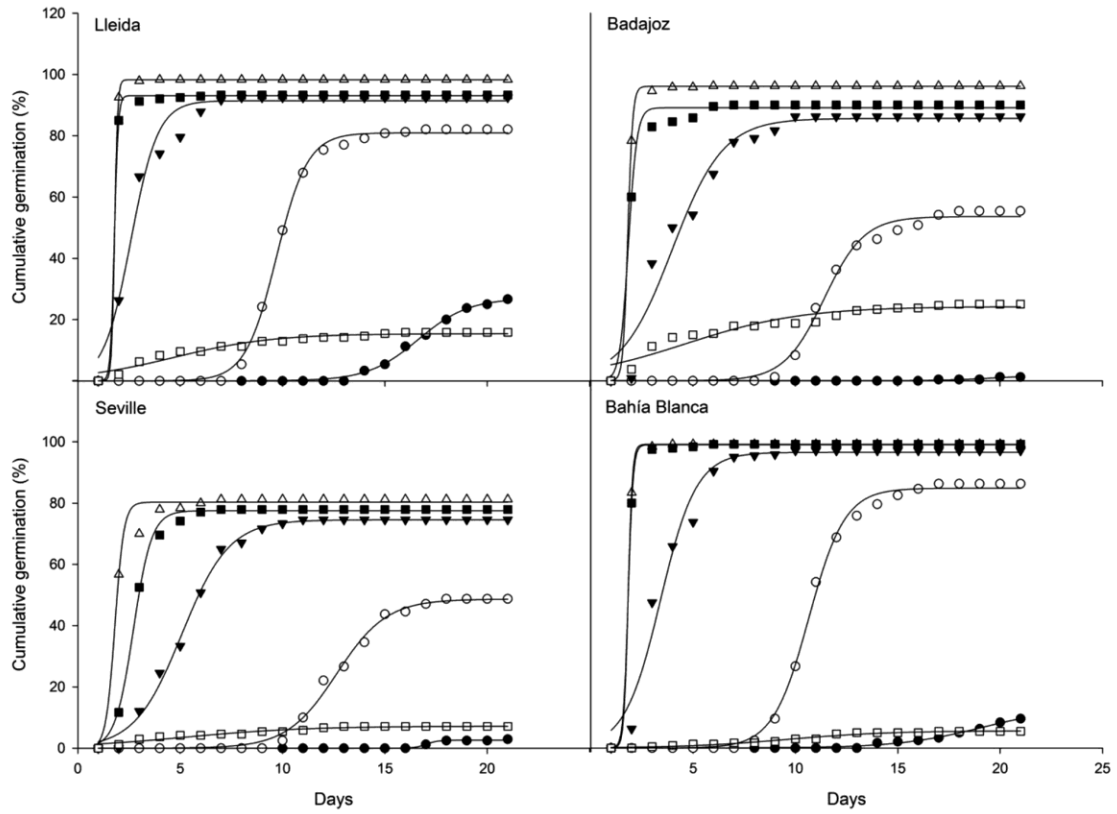 Lleida
Badajoz
Cumulative germination (%)
120
100
80
60
40
20
Seville
Bahía Blanca
Cumulative germination (%)
100
80
60
40
20
0
0 5 10 15 20 5 10 15 20 25
Days Days